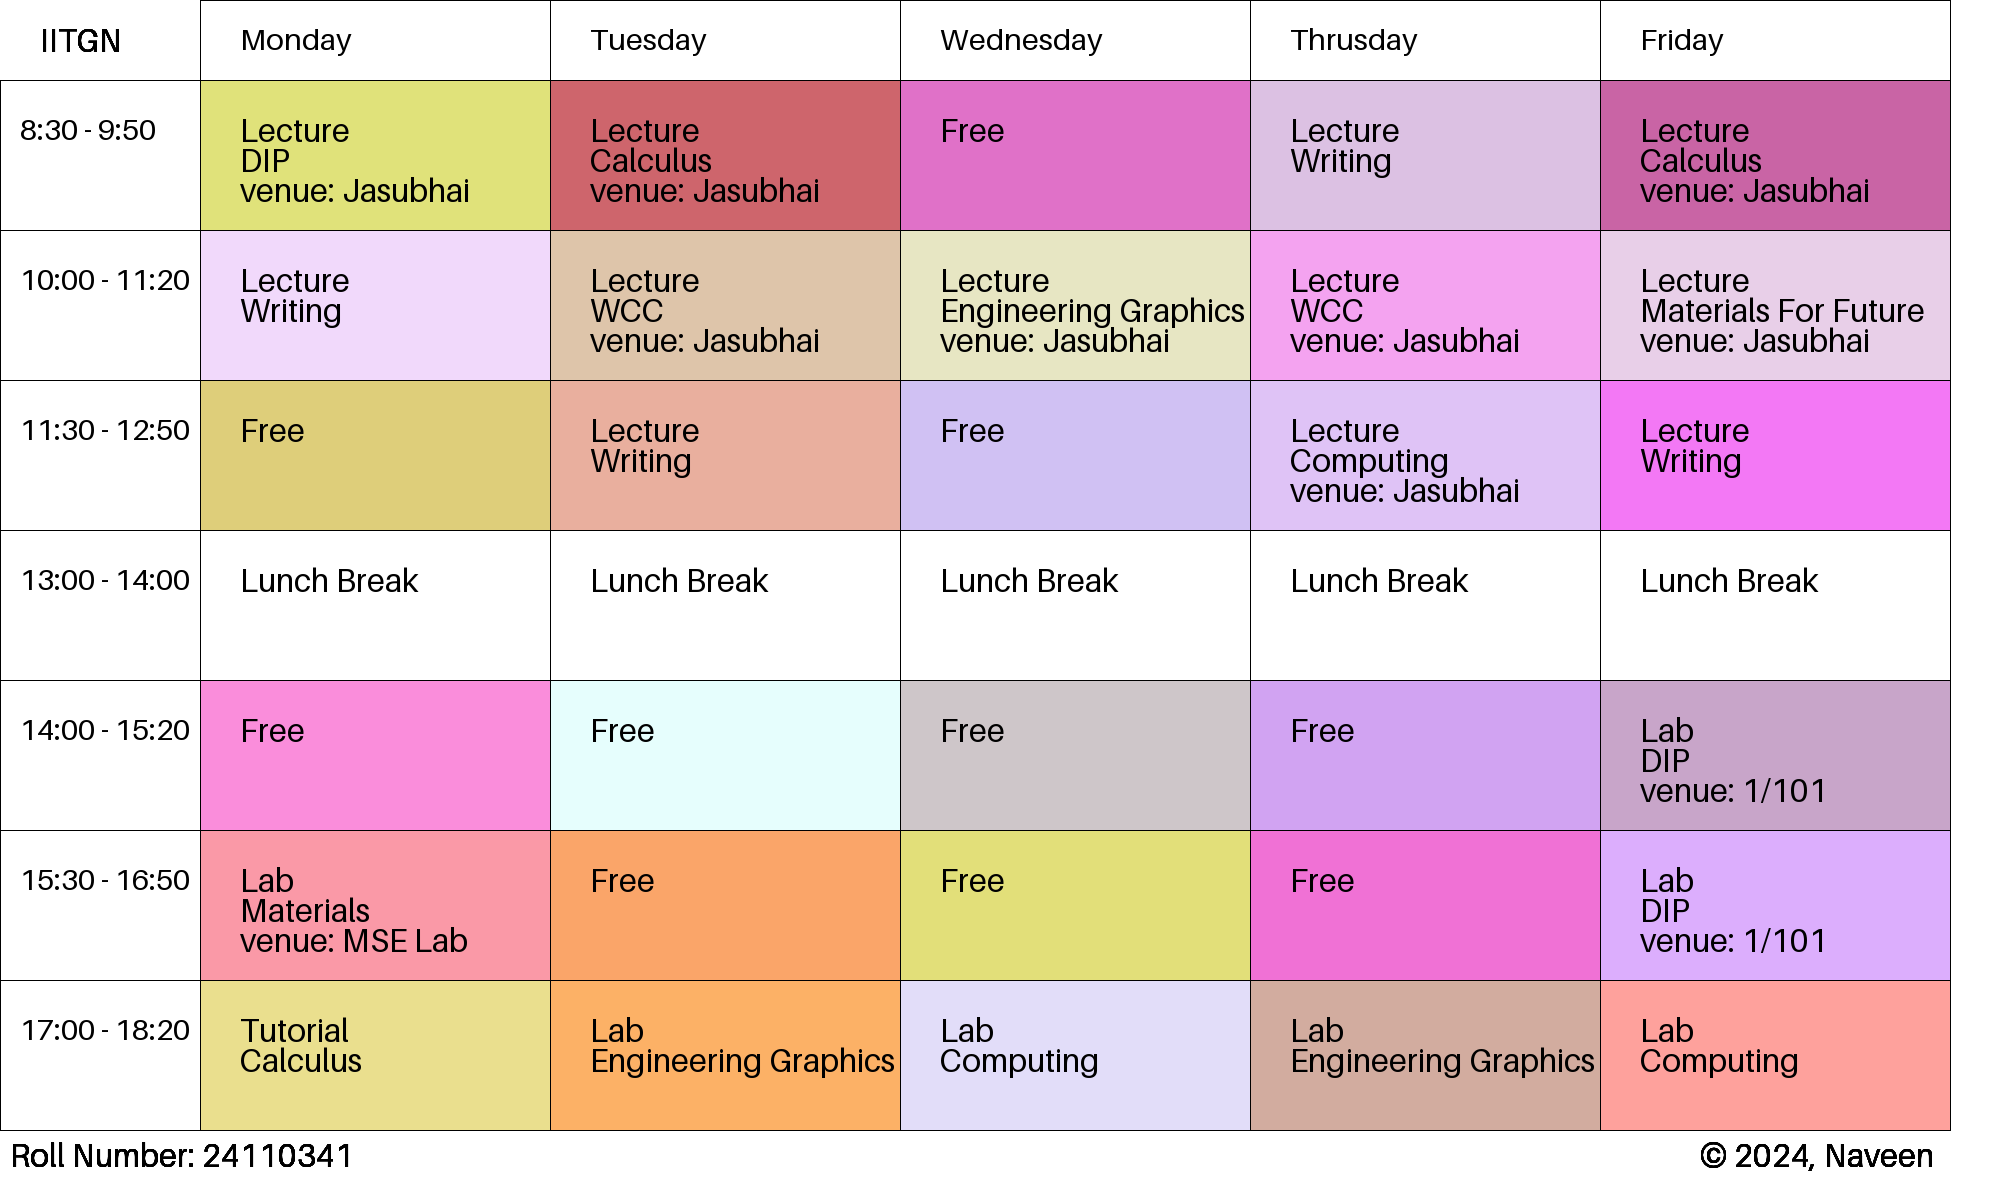 IITGN Monday Tuesday Wednesday Thrusday Friday
8:30 - 9:50
Lecture
DIP
venue: Jasubhai
Lecture
Calculus
venue: Jasubhai
Free
Lecture
Writing
Lecture
Calculus
venue: Jasubhai
10:00 - 11:20
Lecture
Writing
Lecture
WCC
venue: Jasubhai
Lecture
Engineering Graphics
venue: Jasubhai
Lecture
WCC
venue: Jasubhai
Lecture
Materials For Future
venue: Jasubhai
11:30 - 12:50
Free
Lecture
Writing
Free
Lecture
Computing
venue: Jasubhai
Lecture
Writing
13:00 - 14:00
Lunch Break
Lunch Break
Lunch Break
Lunch Break
Lunch Break
14:00 - 15:20
Free
Free
Free
Free
Lab
DIP
venue: 1/101
15:30 - 16:50
Lab
Materials
venue: MSE Lab
Free
Free
Free
Lab
DIP
venue: 1/101
17:00 - 18:20
Tutorial
Calculus
Lab
Engineering Graphics
Lab
Computing
Lab
Engineering Graphics
Lab
Computing
Roll Number: 24110341
© 2024, Naveen